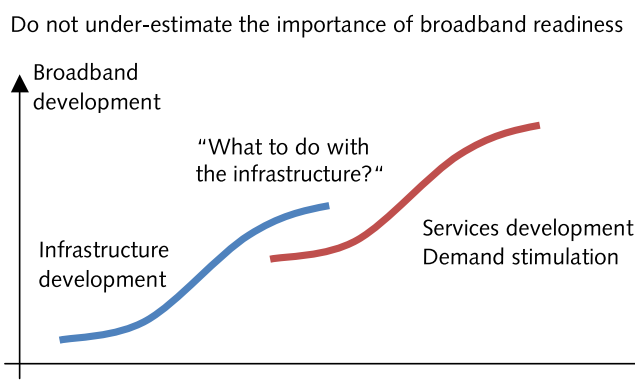 Do not under-estimate the importance of broadband readiness
Broadband
development
“What to do with
the infrastructure?“
Infrastructure
development
Services development
Demand stimulation